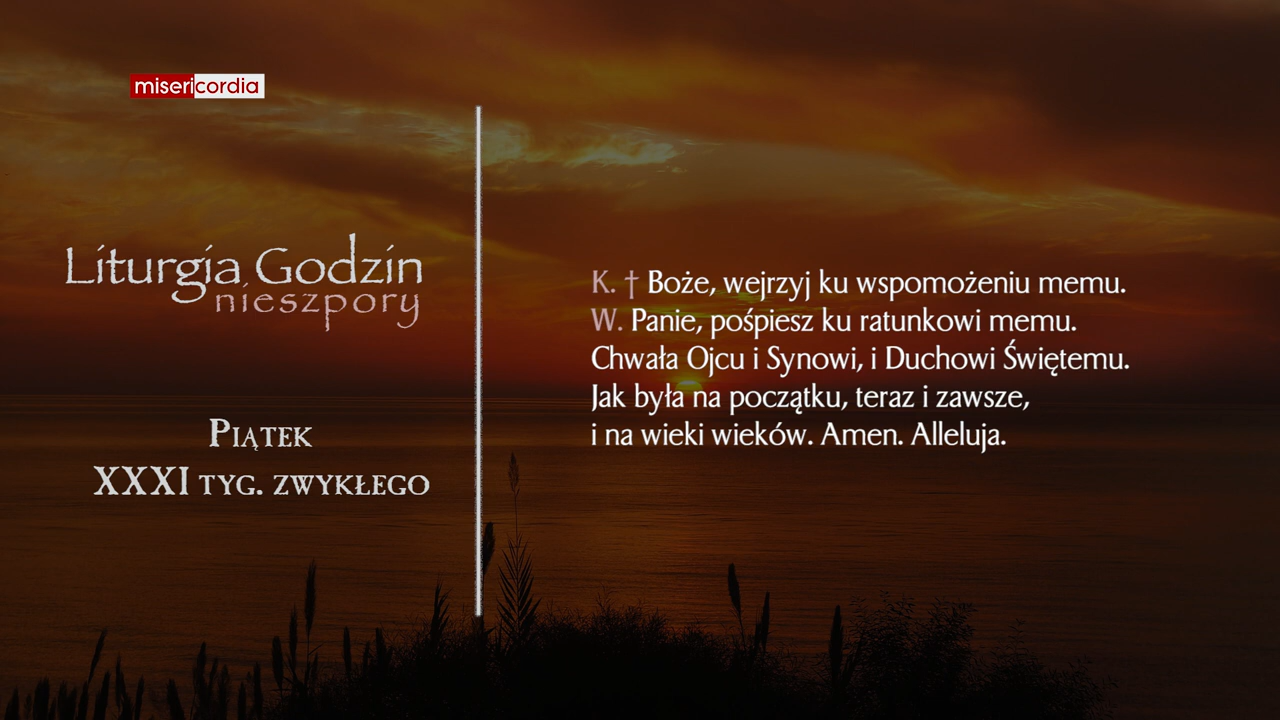 misericordia
Liturgia Godzin
nieszpory
Piątek
XXXI tyg. zwykłego
K. † Boże, wejrzyj ku wspomożeniu memu.
W. Panie, pośpiesz ku ratunkowi memu.
Chwała Ojcu i Synowi, i Duchowi Świętemu.
Jak była na początku, teraz i zawsze,
i na wieki wieków. Amen. Alleluja.